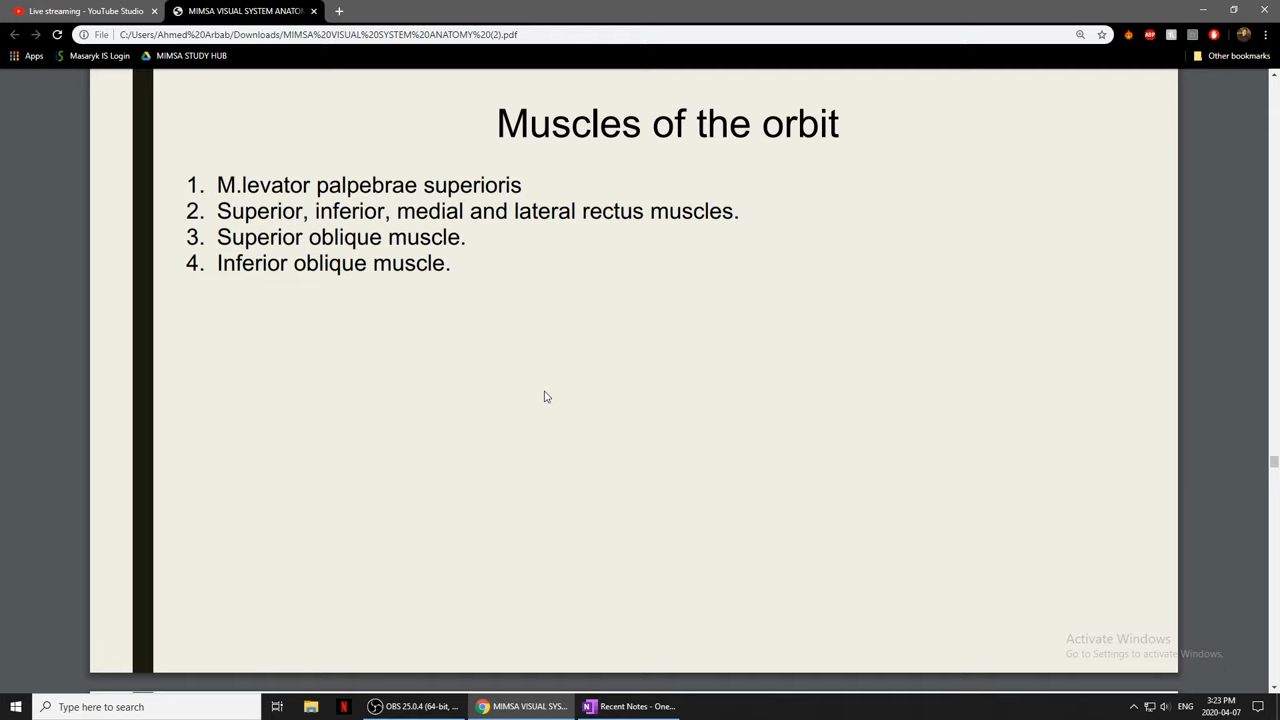 Live streaming - YouTube Studio
MIMSA VISUAL SYSTEM ANATOM
File
C:/Users/Ahmed%20Arbab/Downloads/MIMSA%20VISUAL%20SYSTEM%20ANATOMY%20(2).pdf
ABP
Apps
Masaryk IS Login
MIMSA STUDY HUB
Other bookmarks
Muscles of the orbit
1. M.levator palpebrae superioris
2. Superior, inferior, medial and lateral rectus muscles.
3. Superior oblique muscle.
4. Inferior oblique muscle.
Activate Windows
Go to Settings to activate Windows.
Type here to search
N
OBS 25.0.4 (64-bit, ...
MIMSA VISUAL SYS...
Recent Notes - One...
ENG
3:23 PM
2020-04-07